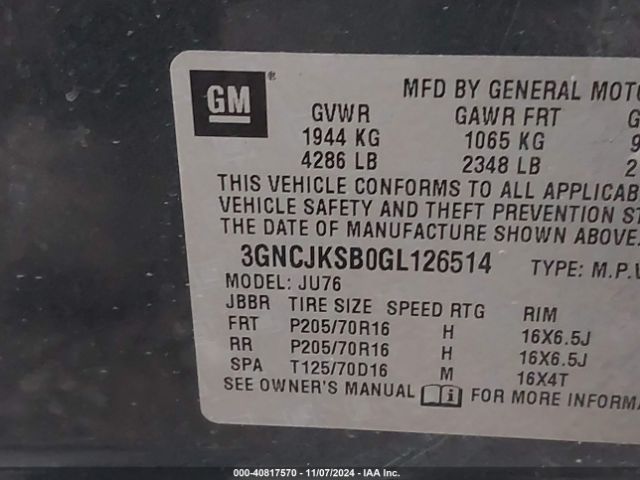 GM®
MFD BY GENERAL MOTO
GVWR GAWR FRT G
1944 KG 1065 KG 9
4286 LB 2348 LB 2
THIS VEHICLE CONFORMS TO ALL APPLICAB
VEHICLE SAFETY AND THEFT PREVENTION ST
THE DATE OF MANUFACTURE SHOWN ABOVE.
3GNCJKSB0GL126514 TYPE: M.P.V
MODEL: JU76
JBBR TIRE SIZE SPEED RTG RIM
FRT P205/70R16 H 16X6.5J
RR P205/70R16 H 16X6.5J
SPA T125/70D16 M 16X4T
SEE OWNER'S MANUAL i FOR MORE INFORMA
000-40817570 - 11/07/2024 - IAA Inc.